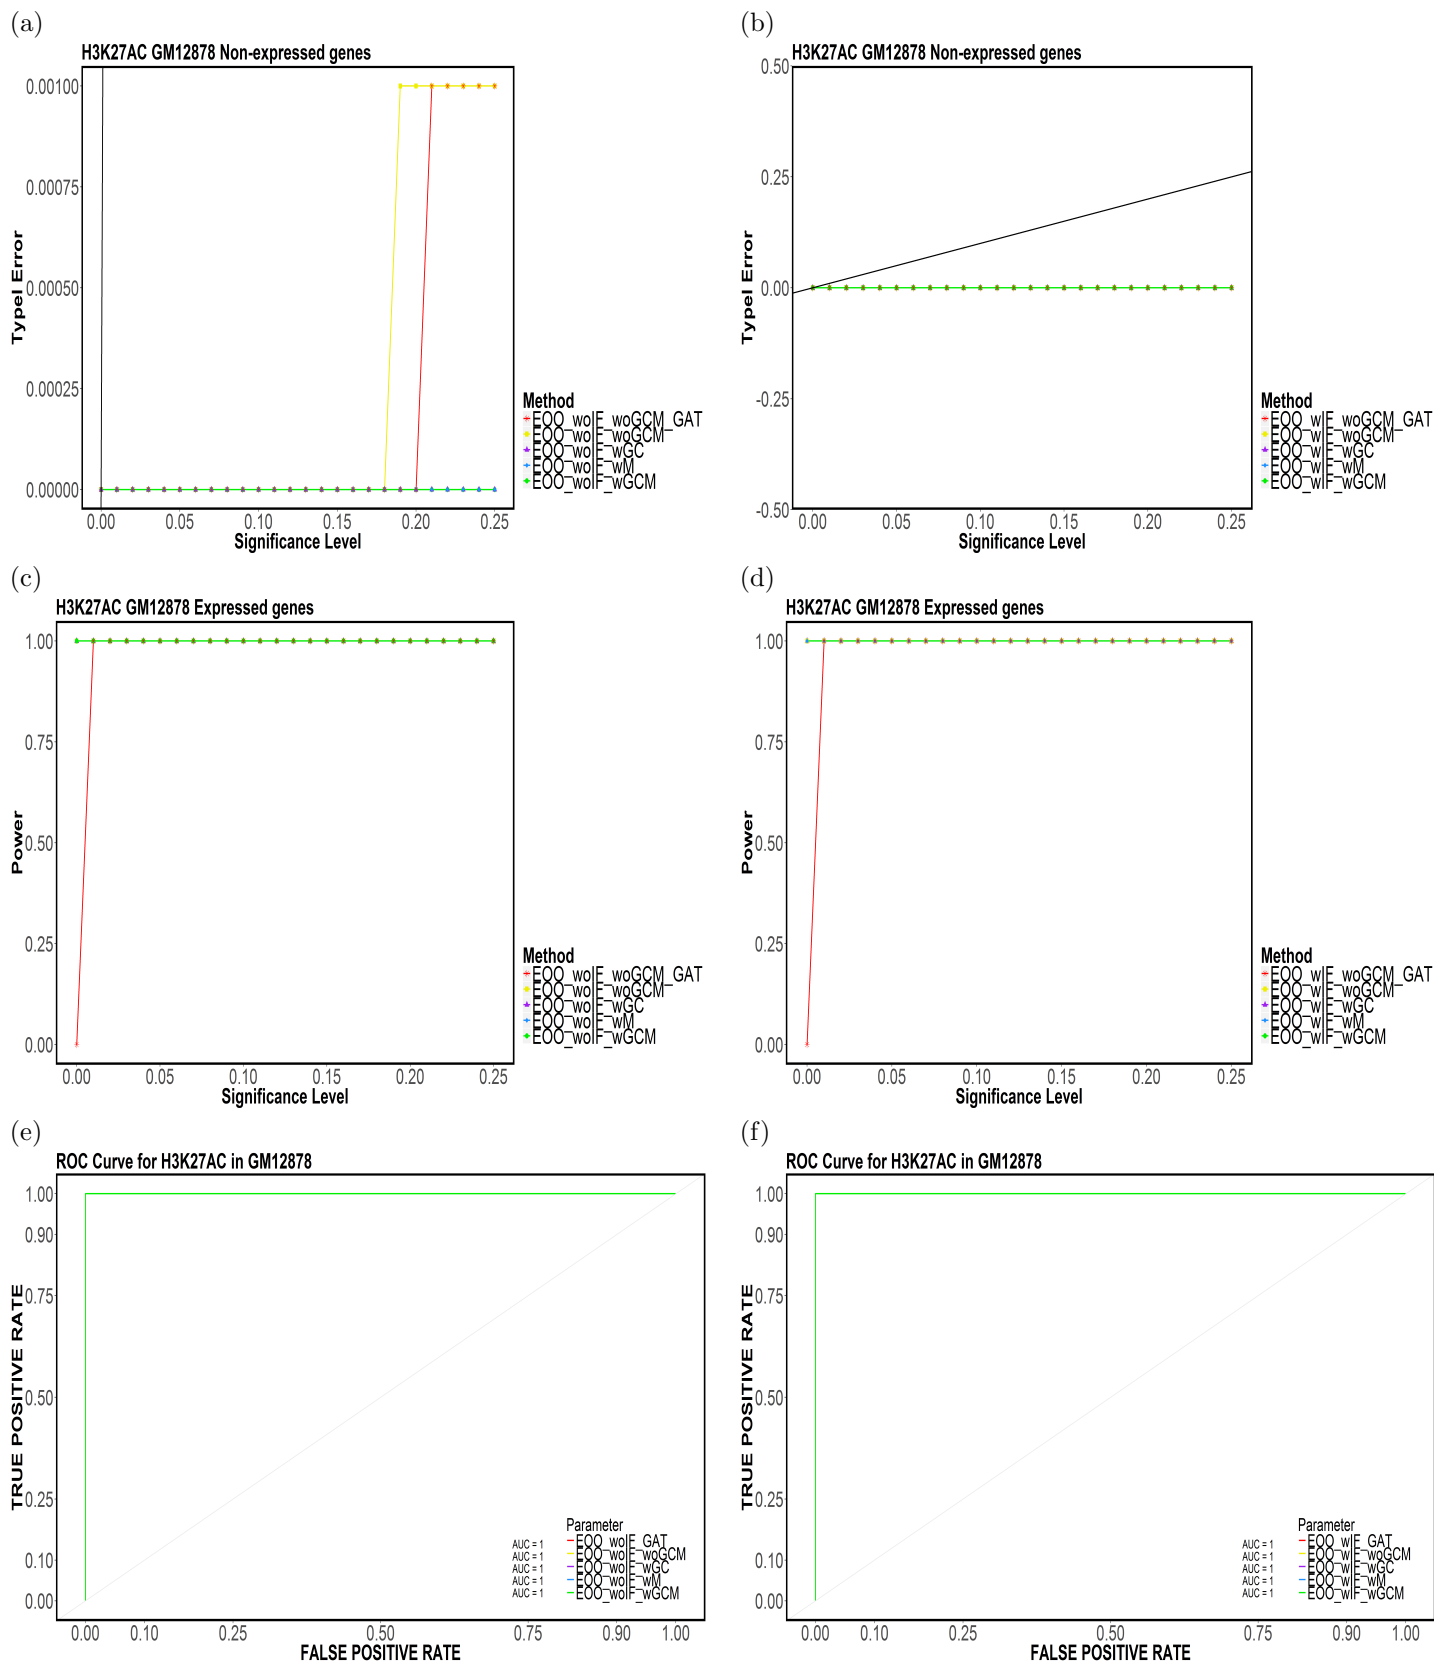 (a)
H3K27AC GM12878 Non-expressed genes
0.00100
0.00075
0.00050
0.00025
0.00000
TypeI Error
0.00 0.05 0.10 0.15 0.20 0.25
Significance Level
Method
EOO_woIF_woGCM_GAT
EOO_woIF_woGCM
EOO_woIF_wGC
EOO_woIF_wM
EOO_woIF_wGCM
(b)
H3K27AC GM12878 Non-expressed genes
0.50
0.25
0.00
-0.25
-0.50
TypeI Error
0.00 0.05 0.10 0.15 0.20 0.25
Significance Level
Method
EOO_wIF_woGCM_GAT
EOO_wIF_woGCM
EOO_wIF_wGC
EOO_wIF_wM
EOO_wIF_wGCM
(c)
H3K27AC GM12878 Expressed genes
1.00
0.75
0.50
0.25
0.00
Power
0.00 0.05 0.10 0.15 0.20 0.25
Significance Level
Method
EOO_woIF_woGCM_GAT
EOO_woIF_woGCM
EOO_woIF_wGC
EOO_woIF_wM
EOO_woIF_wGCM
(d)
H3K27AC GM12878 Expressed genes
1.00
0.75
0.50
0.25
0.00
Power
0.00 0.05 0.10 0.15 0.20 0.25
Significance Level
Method
EOO_wIF_woGCM_GAT
EOO_wIF_woGCM
EOO_wIF_wGC
EOO_wIF_wM
EOO_wIF_wGCM
(e)
ROC Curve for H3K27AC in GM12878
1.00
0.90
0.75
0.50
0.25
0.10
0.00
TRUE POSITIVE RATE
0.00 0.10 0.25 0.50 0.75 0.90 1.00
FALSE POSITIVE RATE
Parameter
AUC = 1 EOO_woIF_GAT
AUC = 1 EOO_woIF_woGCM
AUC = 1 EOO_woIF_wGC
AUC = 1 EOO_woIF_wM
AUC = 1 EOO_woIF_wGCM
(f)
ROC Curve for H3K27AC in GM12878
1.00
0.90
0.75
0.50
0.25
0.10
0.00
TRUE POSITIVE RATE
0.00 0.10 0.25 0.50 0.75 0.90 1.00
FALSE POSITIVE RATE
Parameter
AUC = 1 EOO_wIF_GAT
AUC = 1 EOO_wIF_woGCM
AUC = 1 EOO_wIF_wGC
AUC = 1 EOO_wIF_wM
AUC = 1 EOO_wIF_wGCM